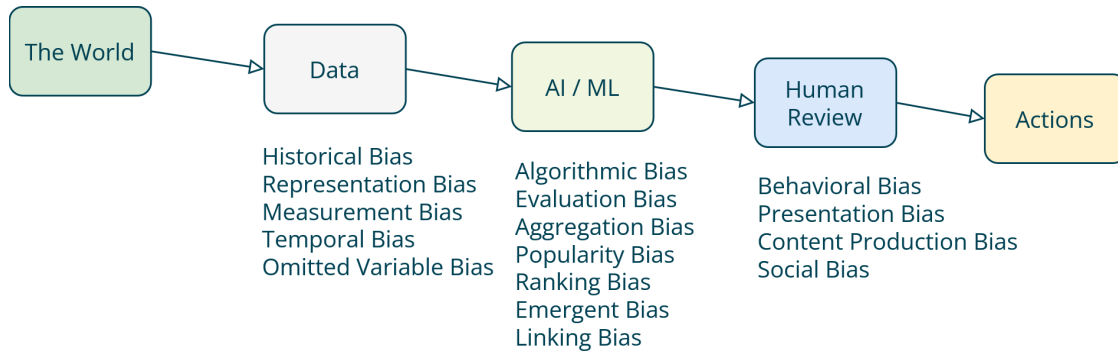 The World
Data
AI / ML
Human
Review
Actions
Historical Bias
Representation Bias
Measurement Bias
Temporal Bias
Omitted Variable Bias
Algorithmic Bias
Evaluation Bias
Aggregation Bias
Popularity Bias
Ranking Bias
Emergent Bias
Linking Bias
Behavioral Bias
Presentation Bias
Content Production Bias
Social Bias